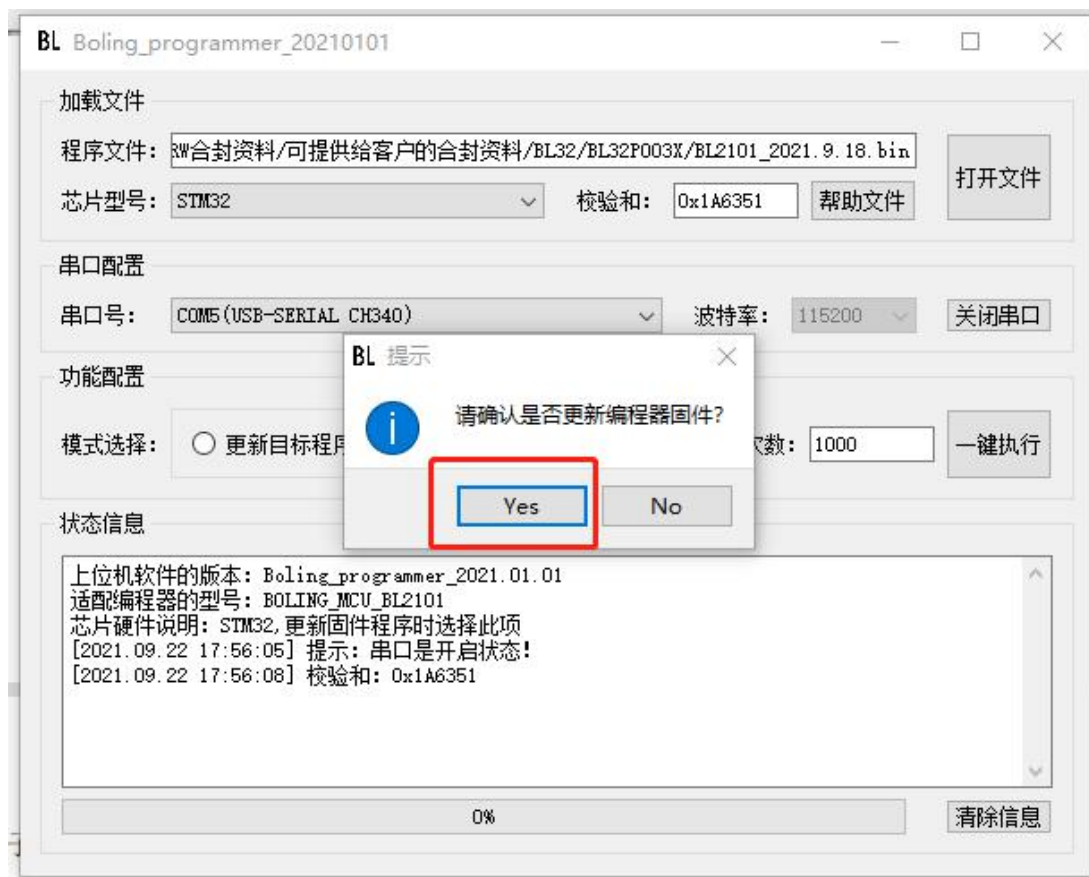 BL Boling_programmer_20210101
加载文件
程序文件: RW合封资料/可提供给客户的合封资料/BL32/BL32P003X/BL2101_2021.9.18.bin
打开文件
芯片型号: STM32 校验和: 0x1A6351 帮助文件
串口配置
串口号: COM5(USB-SERIAL CH340) 波特率: 115200 关闭串口
BL 提示
功能配置
请确认是否更新编程器固件?
模式选择: 更新目标程序 次数: 1000 一键执行
Yes No
状态信息
上位机软件的版本: Boling_programmer_2021.01.01
适配编程器的型号: BOLING_MCU_BL2101
芯片硬件说明: STM32,更新固件程序时选择此项
[2021.09.22 17:56:05] 提示: 串口是开启状态!
[2021.09.22 17:56:08] 校验和: 0x1A6351
0% 清除信息